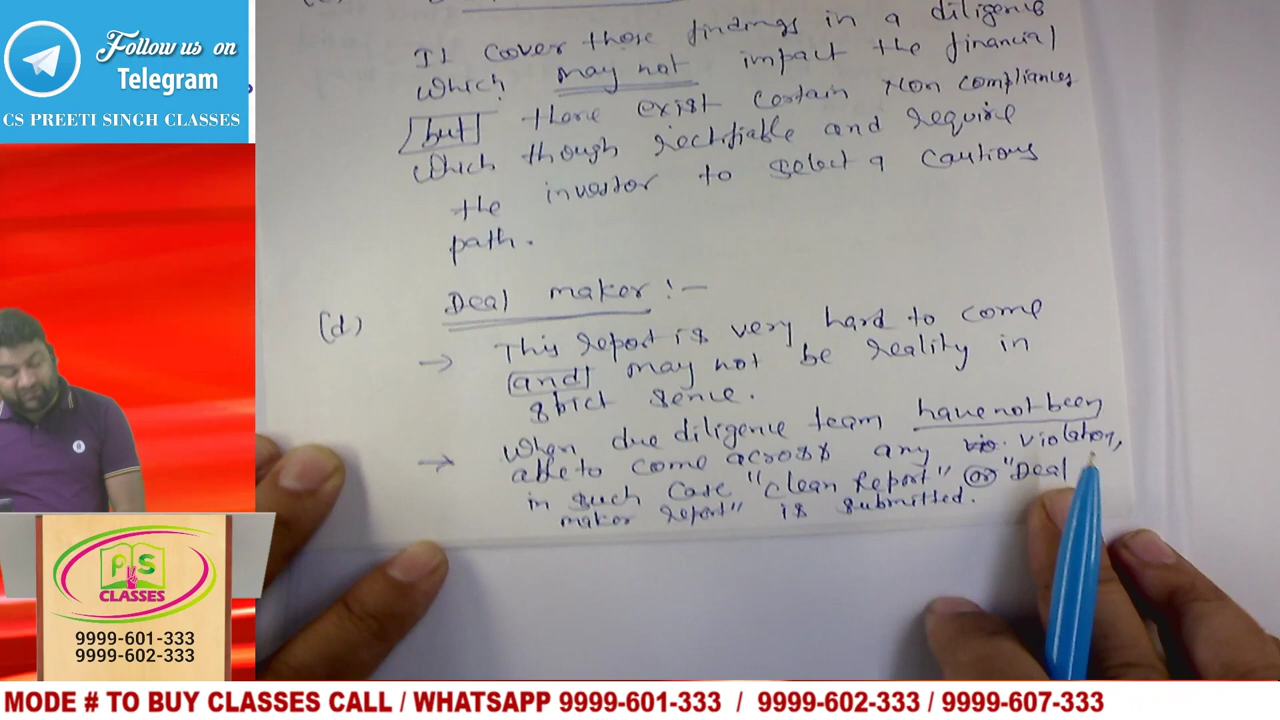 Follow us on
Telegram
CS PREETI SINGH CLASSES
It cover those findings in a diligence
which may not impact the financial
but there exist certain Non compliances
which though rectifiable and require
the investor to select a cautious
path.
(d) Deal maker :-
→ This report is very hard to come
and may not be reality in
strict sence.
→ When due diligence team have not been
able to come across any vio. violation,
in such case "clean Report" or "Deal
maker report" is submitted.
PS
CLASSES
9999-601-333
9999-602-333
MODE # TO BUY CLASSES CALL / WHATSAPP 9999-601-333 / 9999-602-333 / 9999-607-333